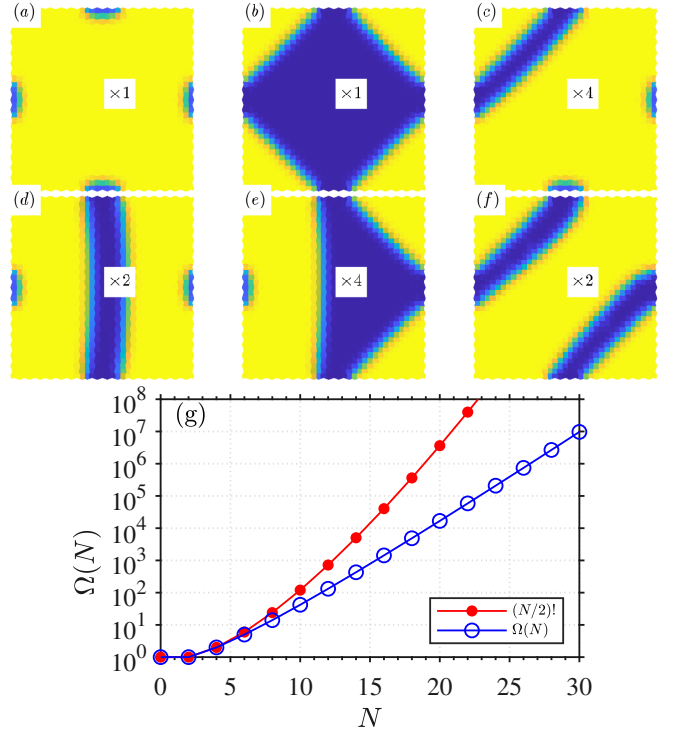 (a) (b) (c)
×1 ×1 ×4
(d) (e) (f)
×2 ×4 ×2
(g)
10^8
10^7
10^6
10^5
10^4
10^3
10^2
10^1
10^0
Ω(N)
(N/2)!
Ω(N)
0 5 10 15 20 25 30
N